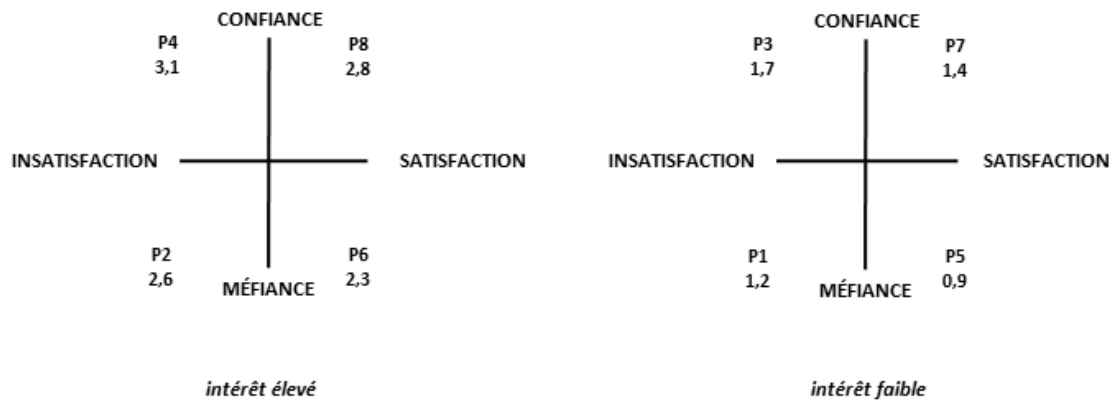 CONFIANCE
P4
3,1
P8
2,8
INSATISFACTION
SATISFACTION
P2
2,6
P6
2,3
MÉFIANCE
intérêt élevé
CONFIANCE
P3
1,7
P7
1,4
INSATISFACTION
SATISFACTION
P1
1,2
P5
0,9
MÉFIANCE
intérêt faible